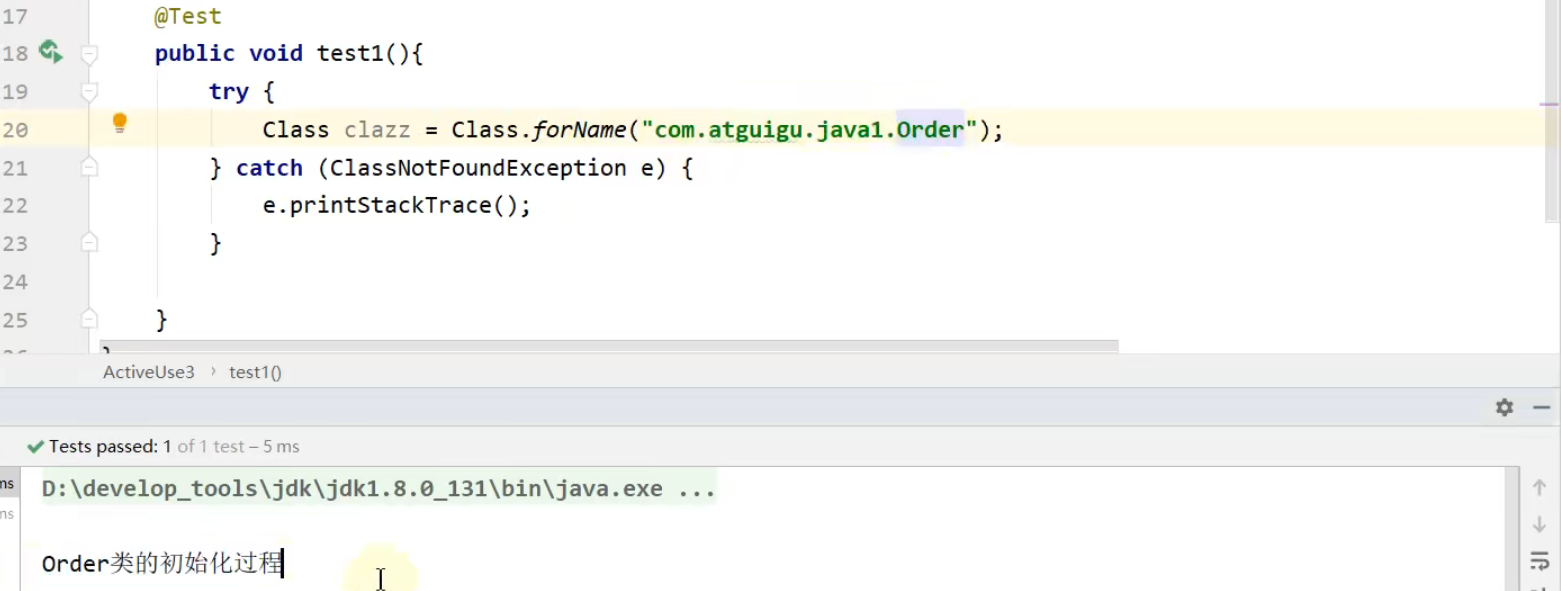 17 @Test
18 public void test1(){
19 try {
20 Class clazz = Class.forName("com.atguigu.java1.Order");
21 } catch (ClassNotFoundException e) {
22 e.printStackTrace();
23 }
24
25 }
ActiveUse3 › test1()
Tests passed: 1 of 1 test – 5 ms
ms D:\develop_tools\jdk\jdk1.8.0_131\bin\java.exe ...
ms
Order类的初始化过程